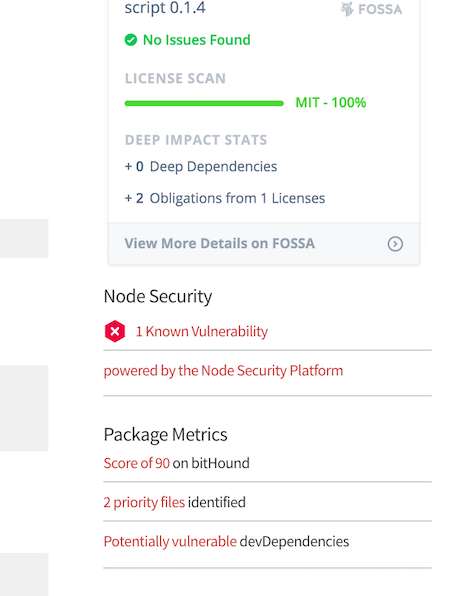 script 0.1.4
FOSSA
No Issues Found
LICENSE SCAN
MIT - 100%
DEEP IMPACT STATS
+ 0 Deep Dependencies
+ 2 Obligations from 1 Licenses
View More Details on FOSSA
Node Security
1 Known Vulnerability
powered by the Node Security Platform
Package Metrics
Score of 90 on bitHound
2 priority files identified
Potentially vulnerable devDependencies